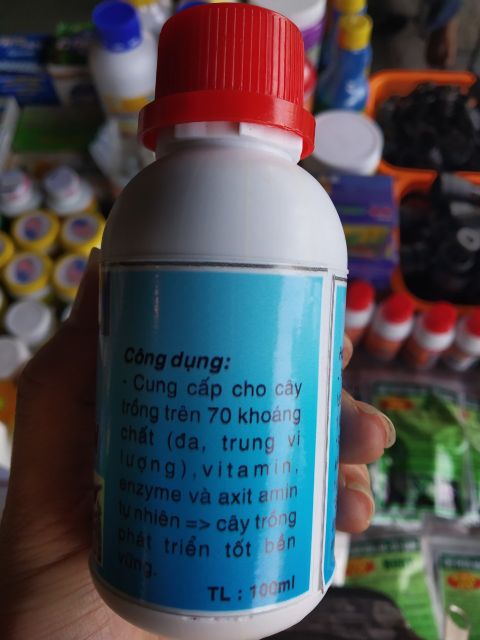 Công dụng:
- Cung cấp cho cây
trồng trên 70 khoáng
chất (đa, trung vi
lượng),vitamin,
enzyme và axit amin
tự nhiên => cây trồng
phát triển tốt bền
vững.
TL : 100ml